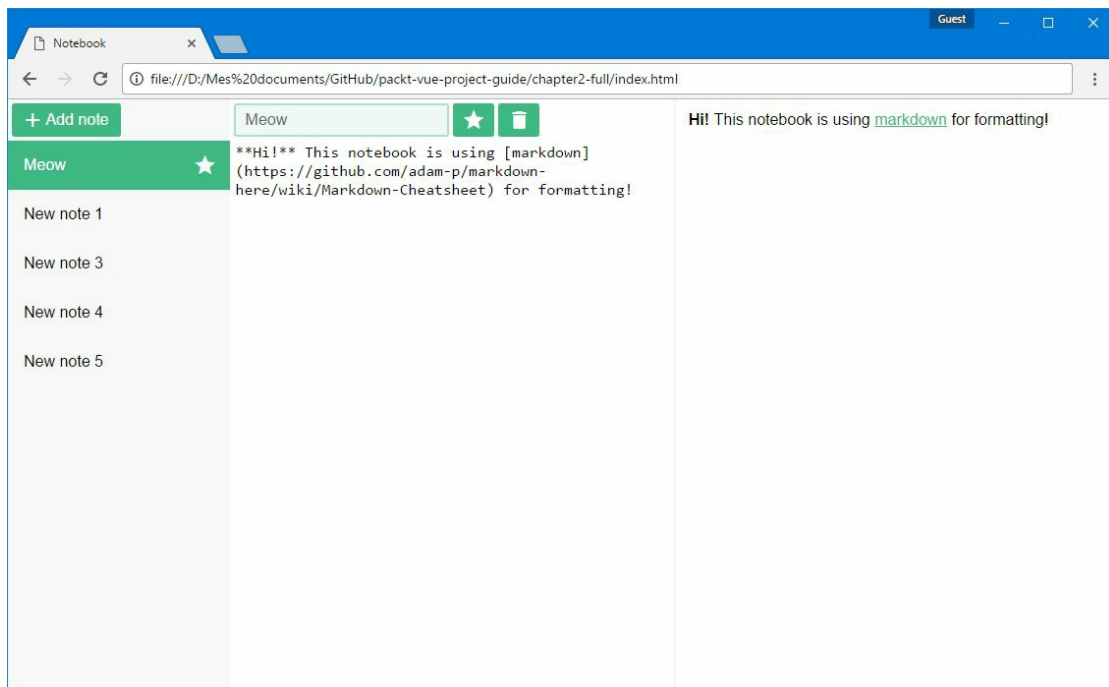 Guest
Notebook
file:///D:/Mes%20documents/GitHub/packt-vue-project-guide/chapter2-full/index.html
+ Add note
Meow
New note 1
New note 3
New note 4
New note 5
Meow
**Hi!** This notebook is using [markdown]
(https://github.com/adam-p/markdown-
here/wiki/Markdown-Cheatsheet) for formatting!
Hi! This notebook is using markdown for formatting!